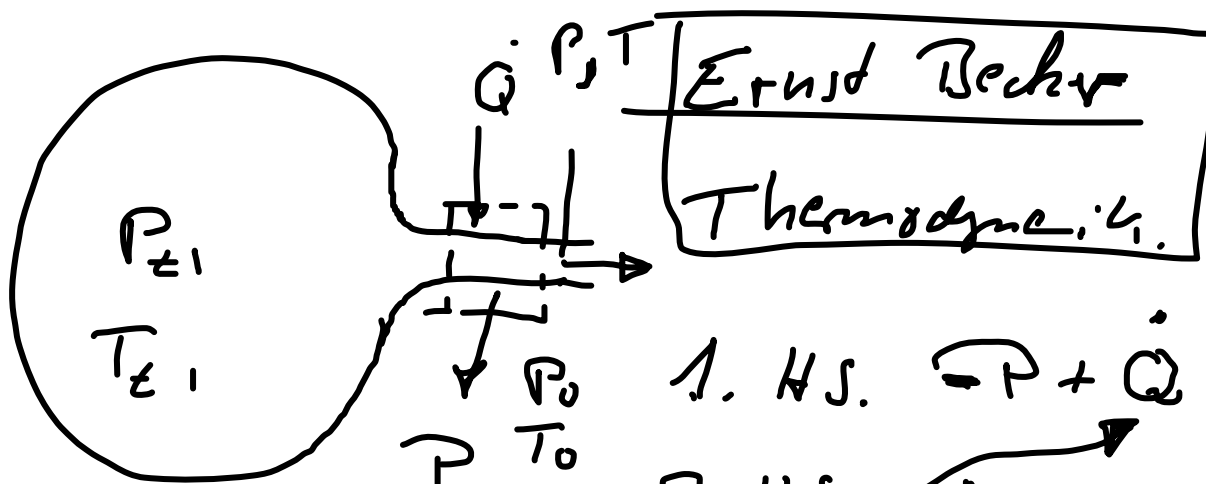 Q̇ P, T
Ernst Becker
Thermodynamik.
P_t1
T_t1
P_0
T_0
P
1. HS. -P + Q̇